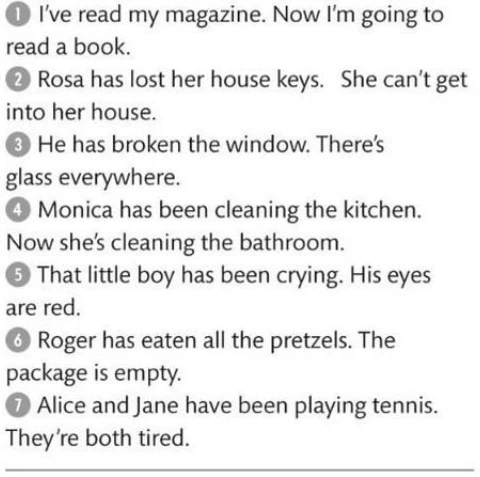 1 I've read my magazine. Now I'm going to
read a book.
2 Rosa has lost her house keys. She can't get
into her house.
3 He has broken the window. There's
glass everywhere.
4 Monica has been cleaning the kitchen.
Now she's cleaning the bathroom.
5 That little boy has been crying. His eyes
are red.
6 Roger has eaten all the pretzels. The
package is empty.
7 Alice and Jane have been playing tennis.
They're both tired.